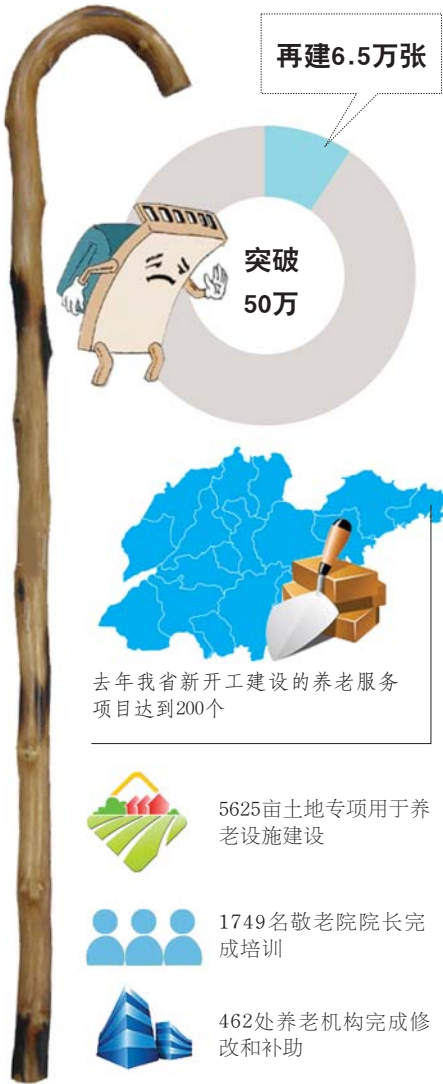 再建6.5万张
突破
50万
去年我省新开工建设的养老服务
项目达到200个
5625亩土地专项用于养
老设施建设
1749名敬老院院长完
成培训
462处养老机构完成修
改和补助